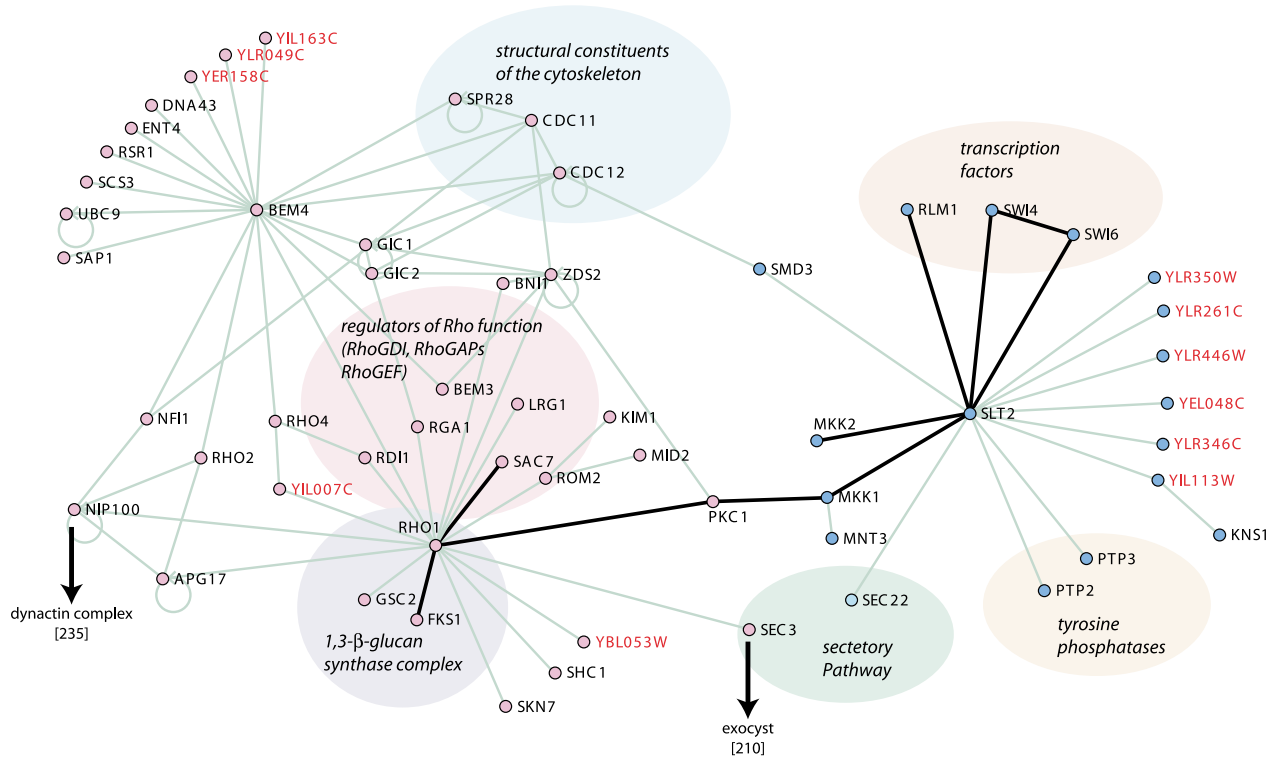 YIL163C
YLR049C
YER158C
DNA43
ENT4
RSR1
SCS3
UBC9
SAP1
BEM4
structural constituents
of the cytoskeleton
SPR28
CDC11
CDC12
transcription
factors
RLM1
SWI4
SWI6
GIC1
GIC2
BNI1
ZDS2
SMD3
YLR350W
YLR261C
YLR446W
YEL048C
YLR346C
YIL113W
KNS1
regulators of Rho function
(RhoGDI, RhoGAPs
RhoGEF)
BEM3
LRG1
RGA1
KIM1
SAC7
ROM2
MID2
RDI1
NFI1
RHO4
RHO2
YIL007C
NIP100
APG17
dynactin complex
[235]
MKK2
SLT2
MKK1
PKC1
MNT3
RHO1
GSC2
FKS1
1,3-β-glucan
synthase complex
YBL053W
SHC1
SKN7
SEC22
SEC3
sectetory
Pathway
exocyst
[210]
PTP3
PTP2
tyrosine
phosphatases